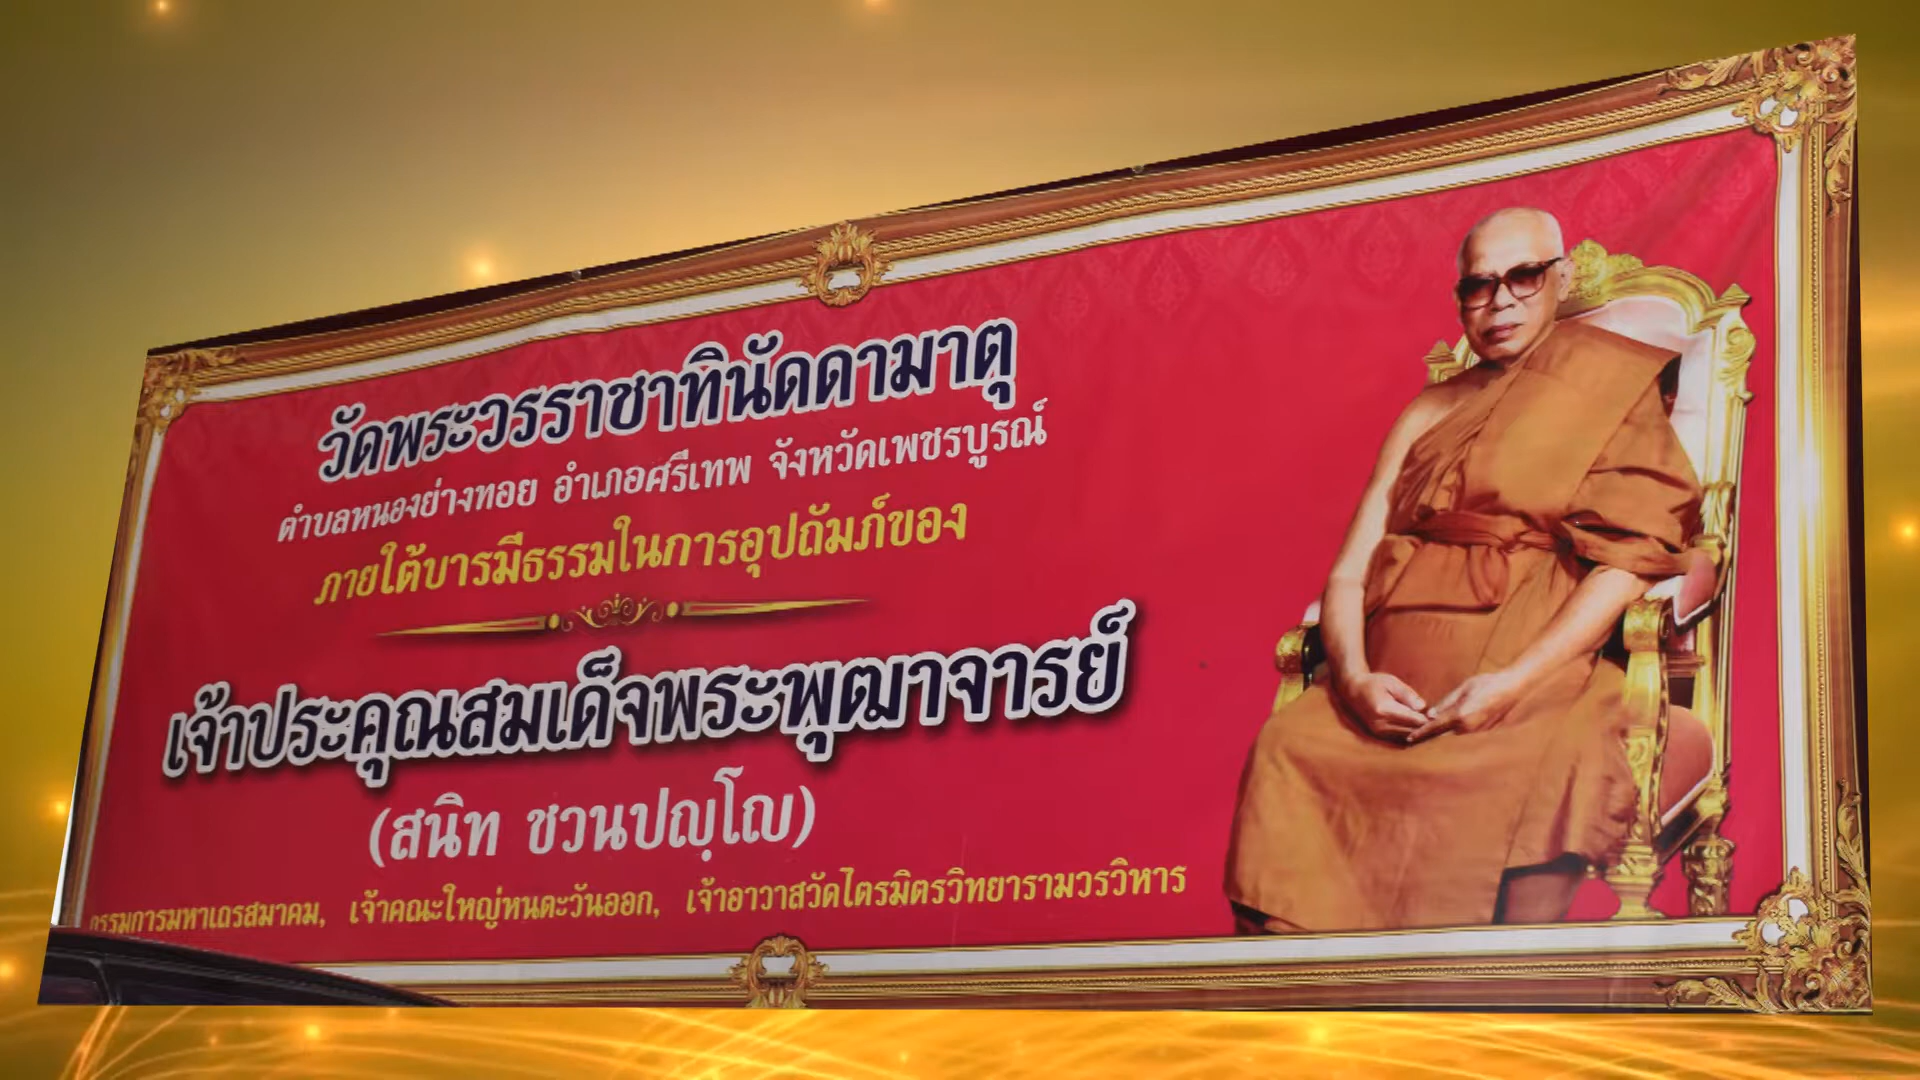 วัดพระวรราชาทินัดดามาตุ
ตำบลหนองย่างทอย อำเภอศรีเทพ จังหวัดเพชรบูรณ์
ภายใต้บารมีธรรมในการอุปถัมภ์ของ
เจ้าประคุณสมเด็จพระพุฒาจารย์
(สนิท ชวนปญฺโญ)
กรรมการมหาเถรสมาคม, เจ้าคณะใหญ่หนตะวันออก, เจ้าอาวาสวัดไตรมิตรวิทยารามวรวิหาร